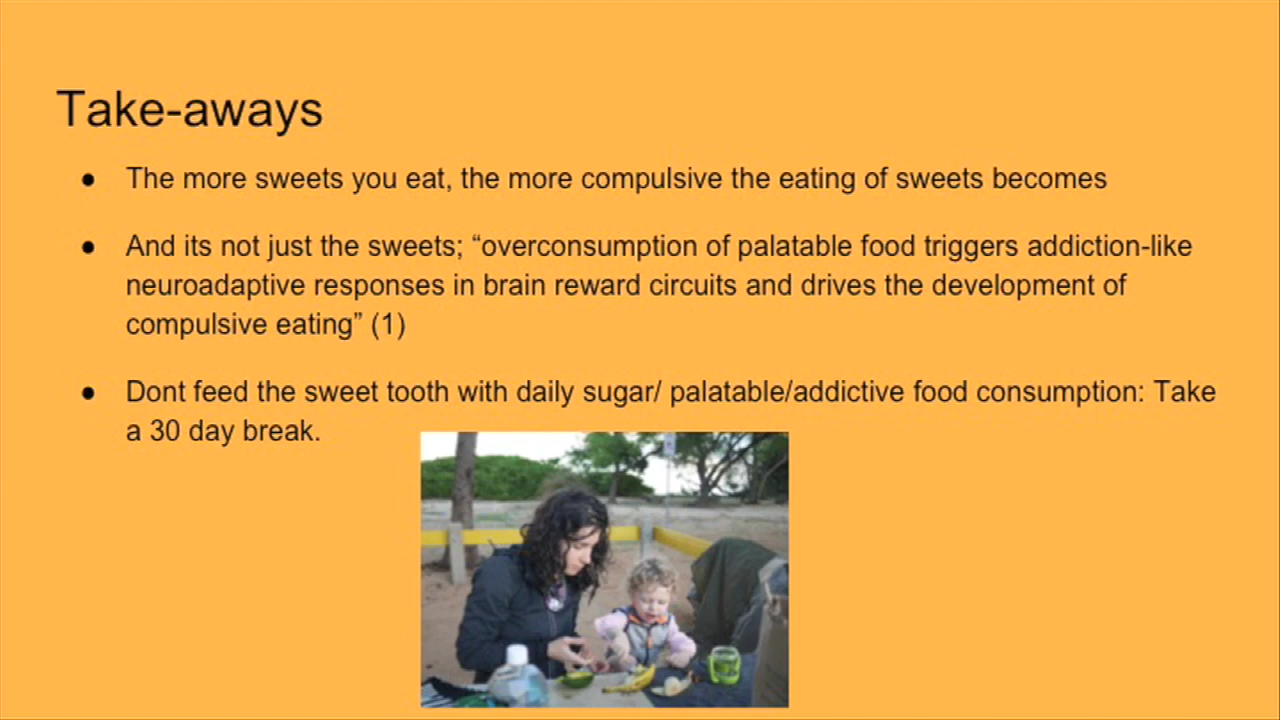 Take-aways
● The more sweets you eat, the more compulsive the eating of sweets becomes
● And its not just the sweets; “overconsumption of palatable food triggers addiction-like
neuroadaptive responses in brain reward circuits and drives the development of
compulsive eating” (1)
● Dont feed the sweet tooth with daily sugar/ palatable/addictive food consumption: Take
a 30 day break.